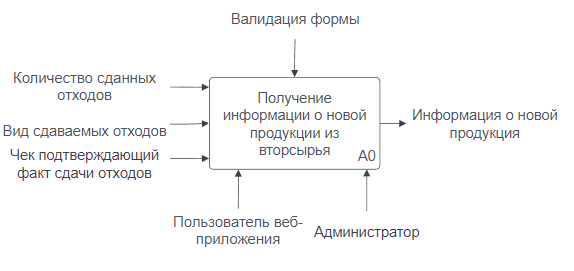 Валидация формы
Количество сданных
отходов
Вид сдаваемых отходов
Чек подтверждающий
факт сдачи отходов
Получение
информации о новой
продукции из
вторсырья
A0
Информация о новой
продукция
Пользователь веб-
приложения
Администратор